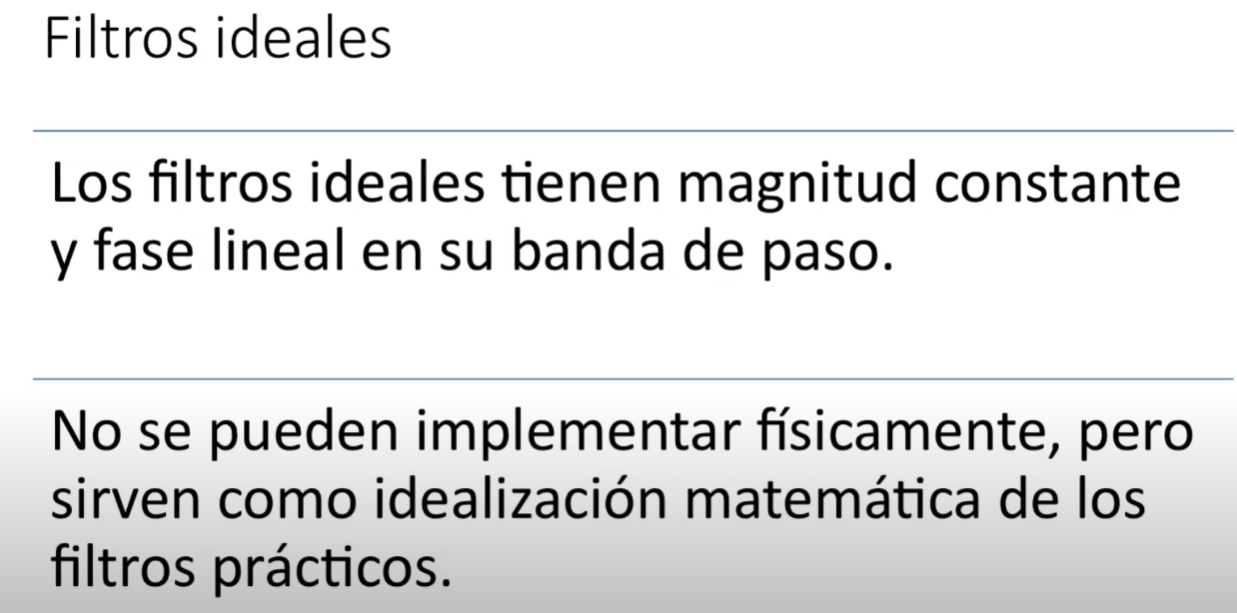 Filtros ideales
Los filtros ideales tienen magnitud constante
y fase lineal en su banda de paso.
No se pueden implementar físicamente, pero
sirven como idealización matemática de los
filtros prácticos.